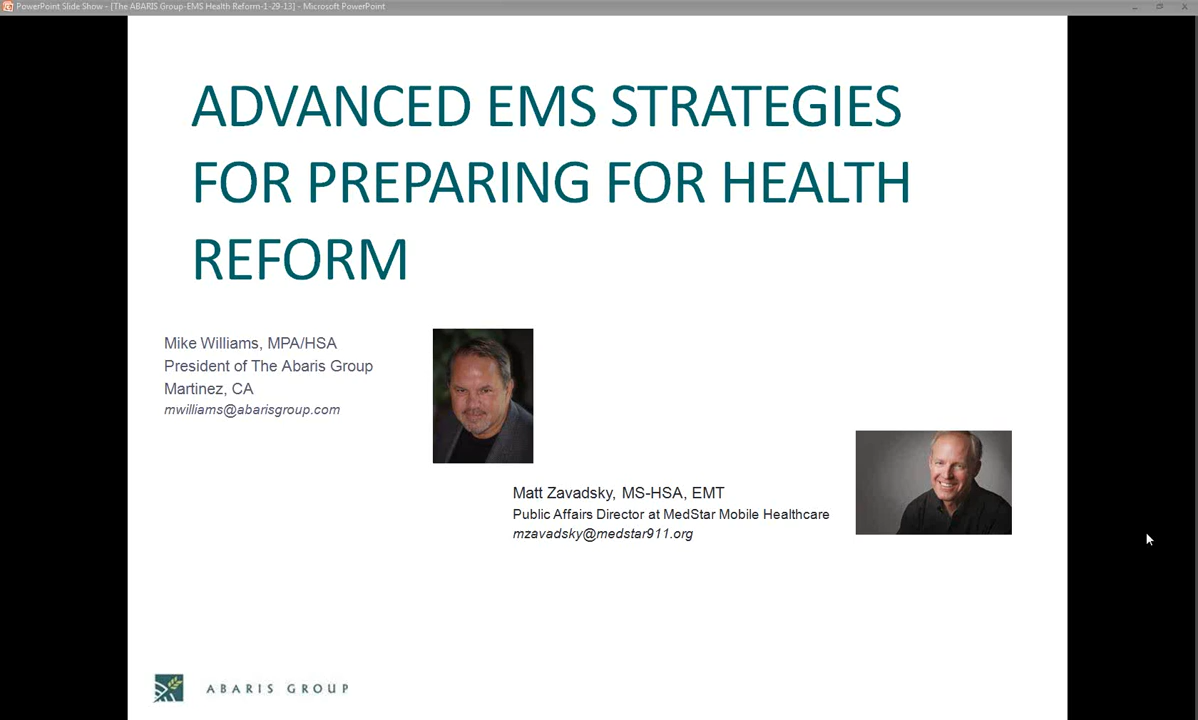 PowerPoint Slide Show - [The ABARIS Group-EMS Health Reform-1-29-13] - Microsoft PowerPoint
ADVANCED EMS STRATEGIES
FOR PREPARING FOR HEALTH
REFORM
Mike Williams, MPA/HSA
President of The Abaris Group
Martinez, CA
mwilliams@abarisgroup.com
Matt Zavadsky, MS-HSA, EMT
Public Affairs Director at MedStar Mobile Healthcare
mzavadsky@medstar911.org
ABARIS GROUP